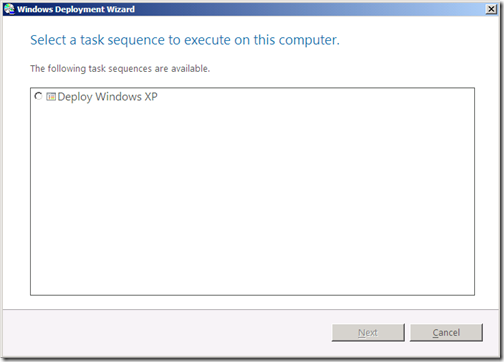 Windows Deployment Wizard
Select a task sequence to execute on this computer.
The following task sequences are available.
Deploy Windows XP
Next
Cancel